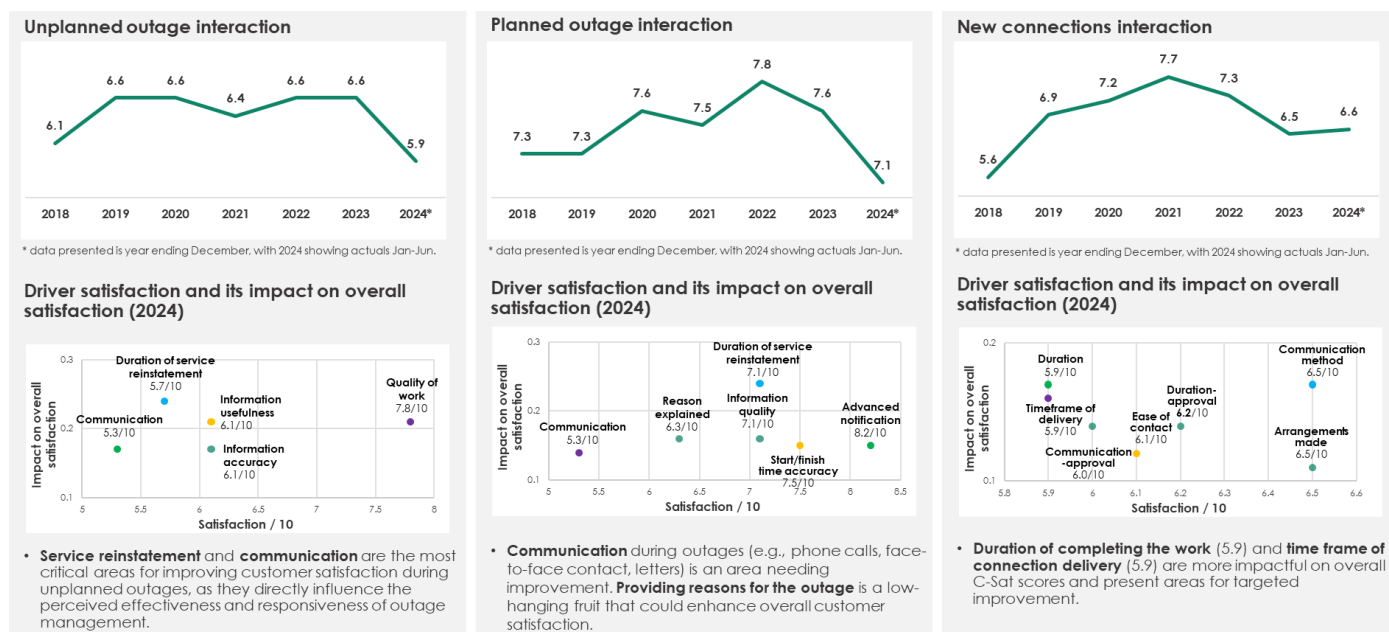 Unplanned outage interaction
6.1
6.6
6.6
6.4
6.6
6.6
5.9
2018 2019 2020 2021 2022 2023 2024*
* data presented is year ending December, with 2024 showing actuals Jan-Jun.
Driver satisfaction and its impact on overall
satisfaction (2024)
Impact on overall
satisfaction
0.3
0.2
0.1
Duration of service
reinstatement
5.7/10
Quality of
work
7.8/10
Information
usefulness
6.1/10
Communication
5.3/10
Information
accuracy
6.1/10
5 5.5 6 6.5 7 7.5 8
Satisfaction / 10
• Service reinstatement and communication are the most
critical areas for improving customer satisfaction during
unplanned outages, as they directly influence the
perceived effectiveness and responsiveness of outage
management.
Planned outage interaction
7.3
7.3
7.6
7.5
7.8
7.6
7.1
2018 2019 2020 2021 2022 2023 2024*
* data presented is year ending December, with 2024 showing actuals Jan-Jun.
Driver satisfaction and its impact on overall
satisfaction (2024)
Impact on overall
satisfaction
0.3
0.2
0.1
Duration of service
reinstatement
7.1/10
Information
quality
7.1/10
Reason
explained
6.3/10
Advanced
notification
8.2/10
Communication
5.3/10
Start/finish
time accuracy
7.5/10
5 5.5 6 6.5 7 7.5 8 8.5
Satisfaction / 10
• Communication during outages (e.g., phone calls, face-
to-face contact, letters) is an area needing
improvement. Providing reasons for the outage is a low-
hanging fruit that could enhance overall customer
satisfaction.
New connections interaction
5.6
6.9
7.2
7.7
7.3
6.5
6.6
2018 2019 2020 2021 2022 2023 2024*
* data presented is year ending December, with 2024 showing actuals Jan-Jun.
Driver satisfaction and its impact on overall
satisfaction (2024)
Impact on overall
satisfaction
0.2
0.1
Duration
5.9/10
Communication
method
6.5/10
Timeframe of
delivery
5.9/10
Duration-
approval
6.2/10
Ease of
contact
6.1/10
Arrangements
made
6.5/10
Communication
-approval
6.0/10
5.8 5.9 6 6.1 6.2 6.3 6.4 6.5 6.6
Satisfaction / 10
• Duration of completing the work (5.9) and time frame of
connection delivery (5.9) are more impactful on overall
C-Sat scores and present areas for targeted
improvement.